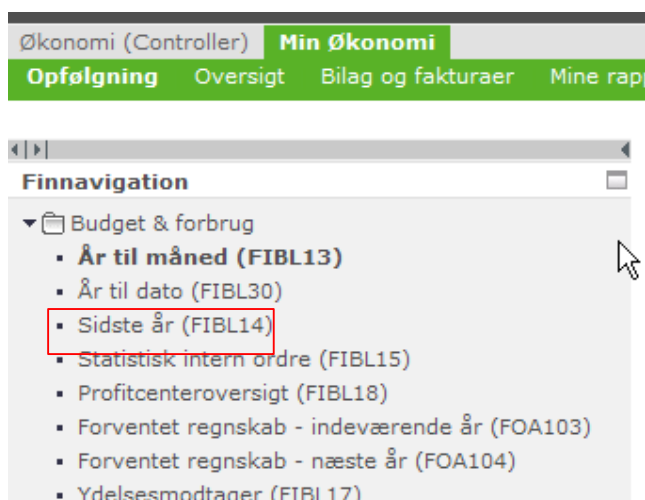 Økonomi (Controller) Min Økonomi
Opfølgning Oversigt Bilag og fakturaer Mine
Finnavigation
Budget & forbrug
År til måned (FIBL13)
År til dato (FIBL30)
Sidste år (FIBL14)
Statistisk intern ordre (FIBL15)
Profitcenteroversigt (FIBL18)
Forventet regnskab - indeværende år (FOA103)
Forventet regnskab - næste år (FOA104)
Ydelsesmodtager (FIBL17)